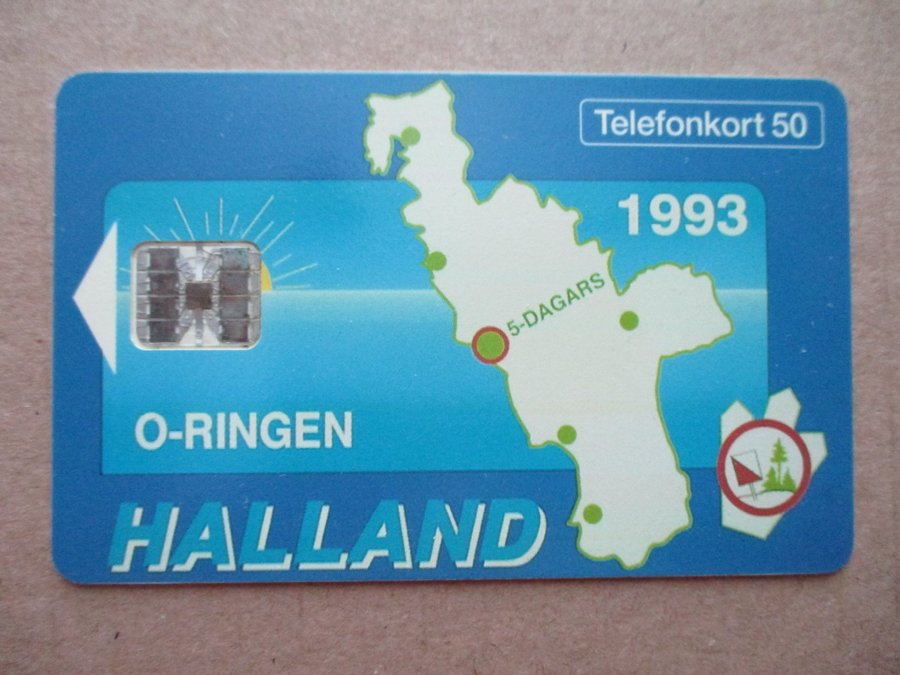 Telefonkort 50
1993
5-DAGARS
O-RINGEN
HALLAND